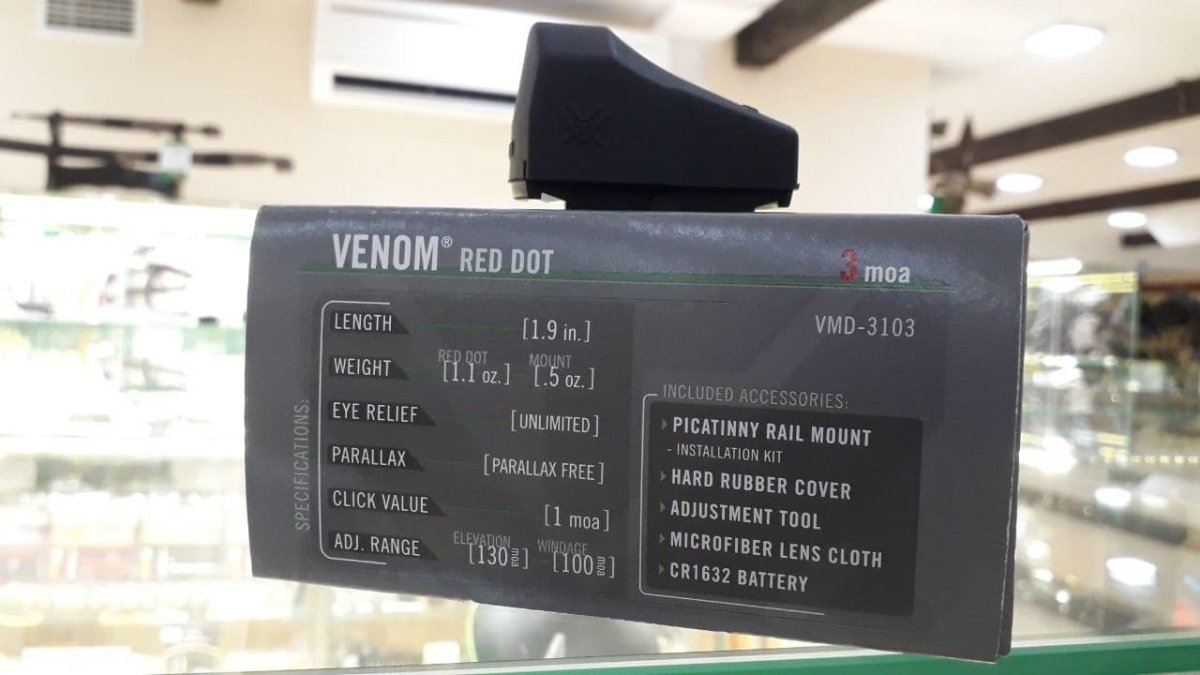 VENOM® RED DOT
3 moa
VMD-3103
SPECIFICATIONS:
LENGTH [1.9 in.]
RED DOT MOUNT
WEIGHT [1.1 oz.] [.5 oz.]
EYE RELIEF [UNLIMITED]
PARALLAX [PARALLAX FREE]
CLICK VALUE [1 moa]
ELEVATION WINDAGE
ADJ. RANGE [130 moa] [100 moa]
INCLUDED ACCESSORIES:
PICATINNY RAIL MOUNT
- INSTALLATION KIT
HARD RUBBER COVER
ADJUSTMENT TOOL
MICROFIBER LENS CLOTH
CR1632 BATTERY